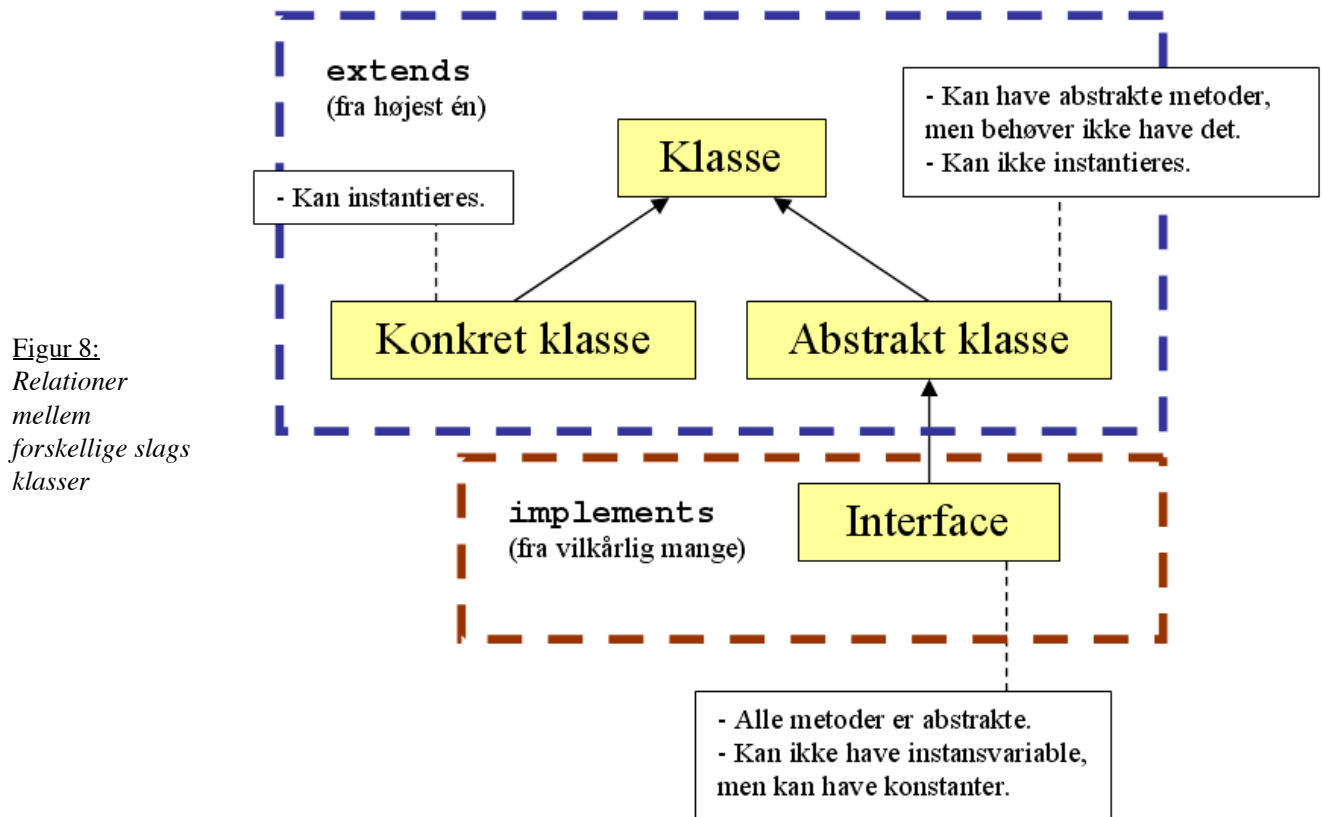 extends
(fra højest én)
- Kan have abstrakte metoder,
men behøver ikke have det.
- Kan ikke instantieres.
Klasse
- Kan instantieres.
Konkret klasse
Abstrakt klasse
Figur 8:
Relationer
mellem
forskellige slags
klasser
implements
(fra vilkårlig mange)
Interface
- Alle metoder er abstrakte.
- Kan ikke have instansvariable,
men kan have konstanter.